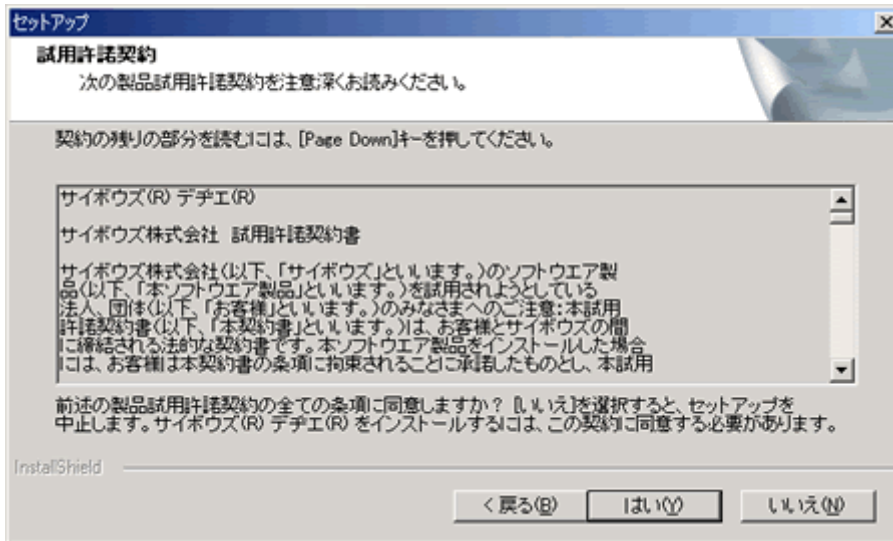 セットアップ
試用許諾契約
次の製品試用許諾契約を注意深くお読みください。
契約の残りの部分を読むには、[Page Down]キーを押してください。
サイボウズ(R) デヂエ(R)
サイボウズ株式会社 試用許諾契約書
サイボウズ株式会社(以下、「サイボウズ」といいます。)のソフトウエア製
品(以下、「本ソフトウエア製品」といいます。)を試用されようとしている
法人、団体(以下、「お客様」といいます。)のみなさまへのご注意:本試用
許諾契約書(以下、「本契約書」といいます。)は、お客様とサイボウズの間
に締結される法的な契約書です。本ソフトウエア製品をインストールした場合
には、お客様は本契約書の条項に拘束されることに承諾したものとし、本試用
前述の製品試用許諾契約の全ての条項に同意しますか? [いいえ]を選択すると、セットアップを
中止します。サイボウズ(R) デヂエ(R) をインストールするには、この契約に同意する必要があります。
InstallShield
< 戻る(B)
はい(Y)
いいえ(N)